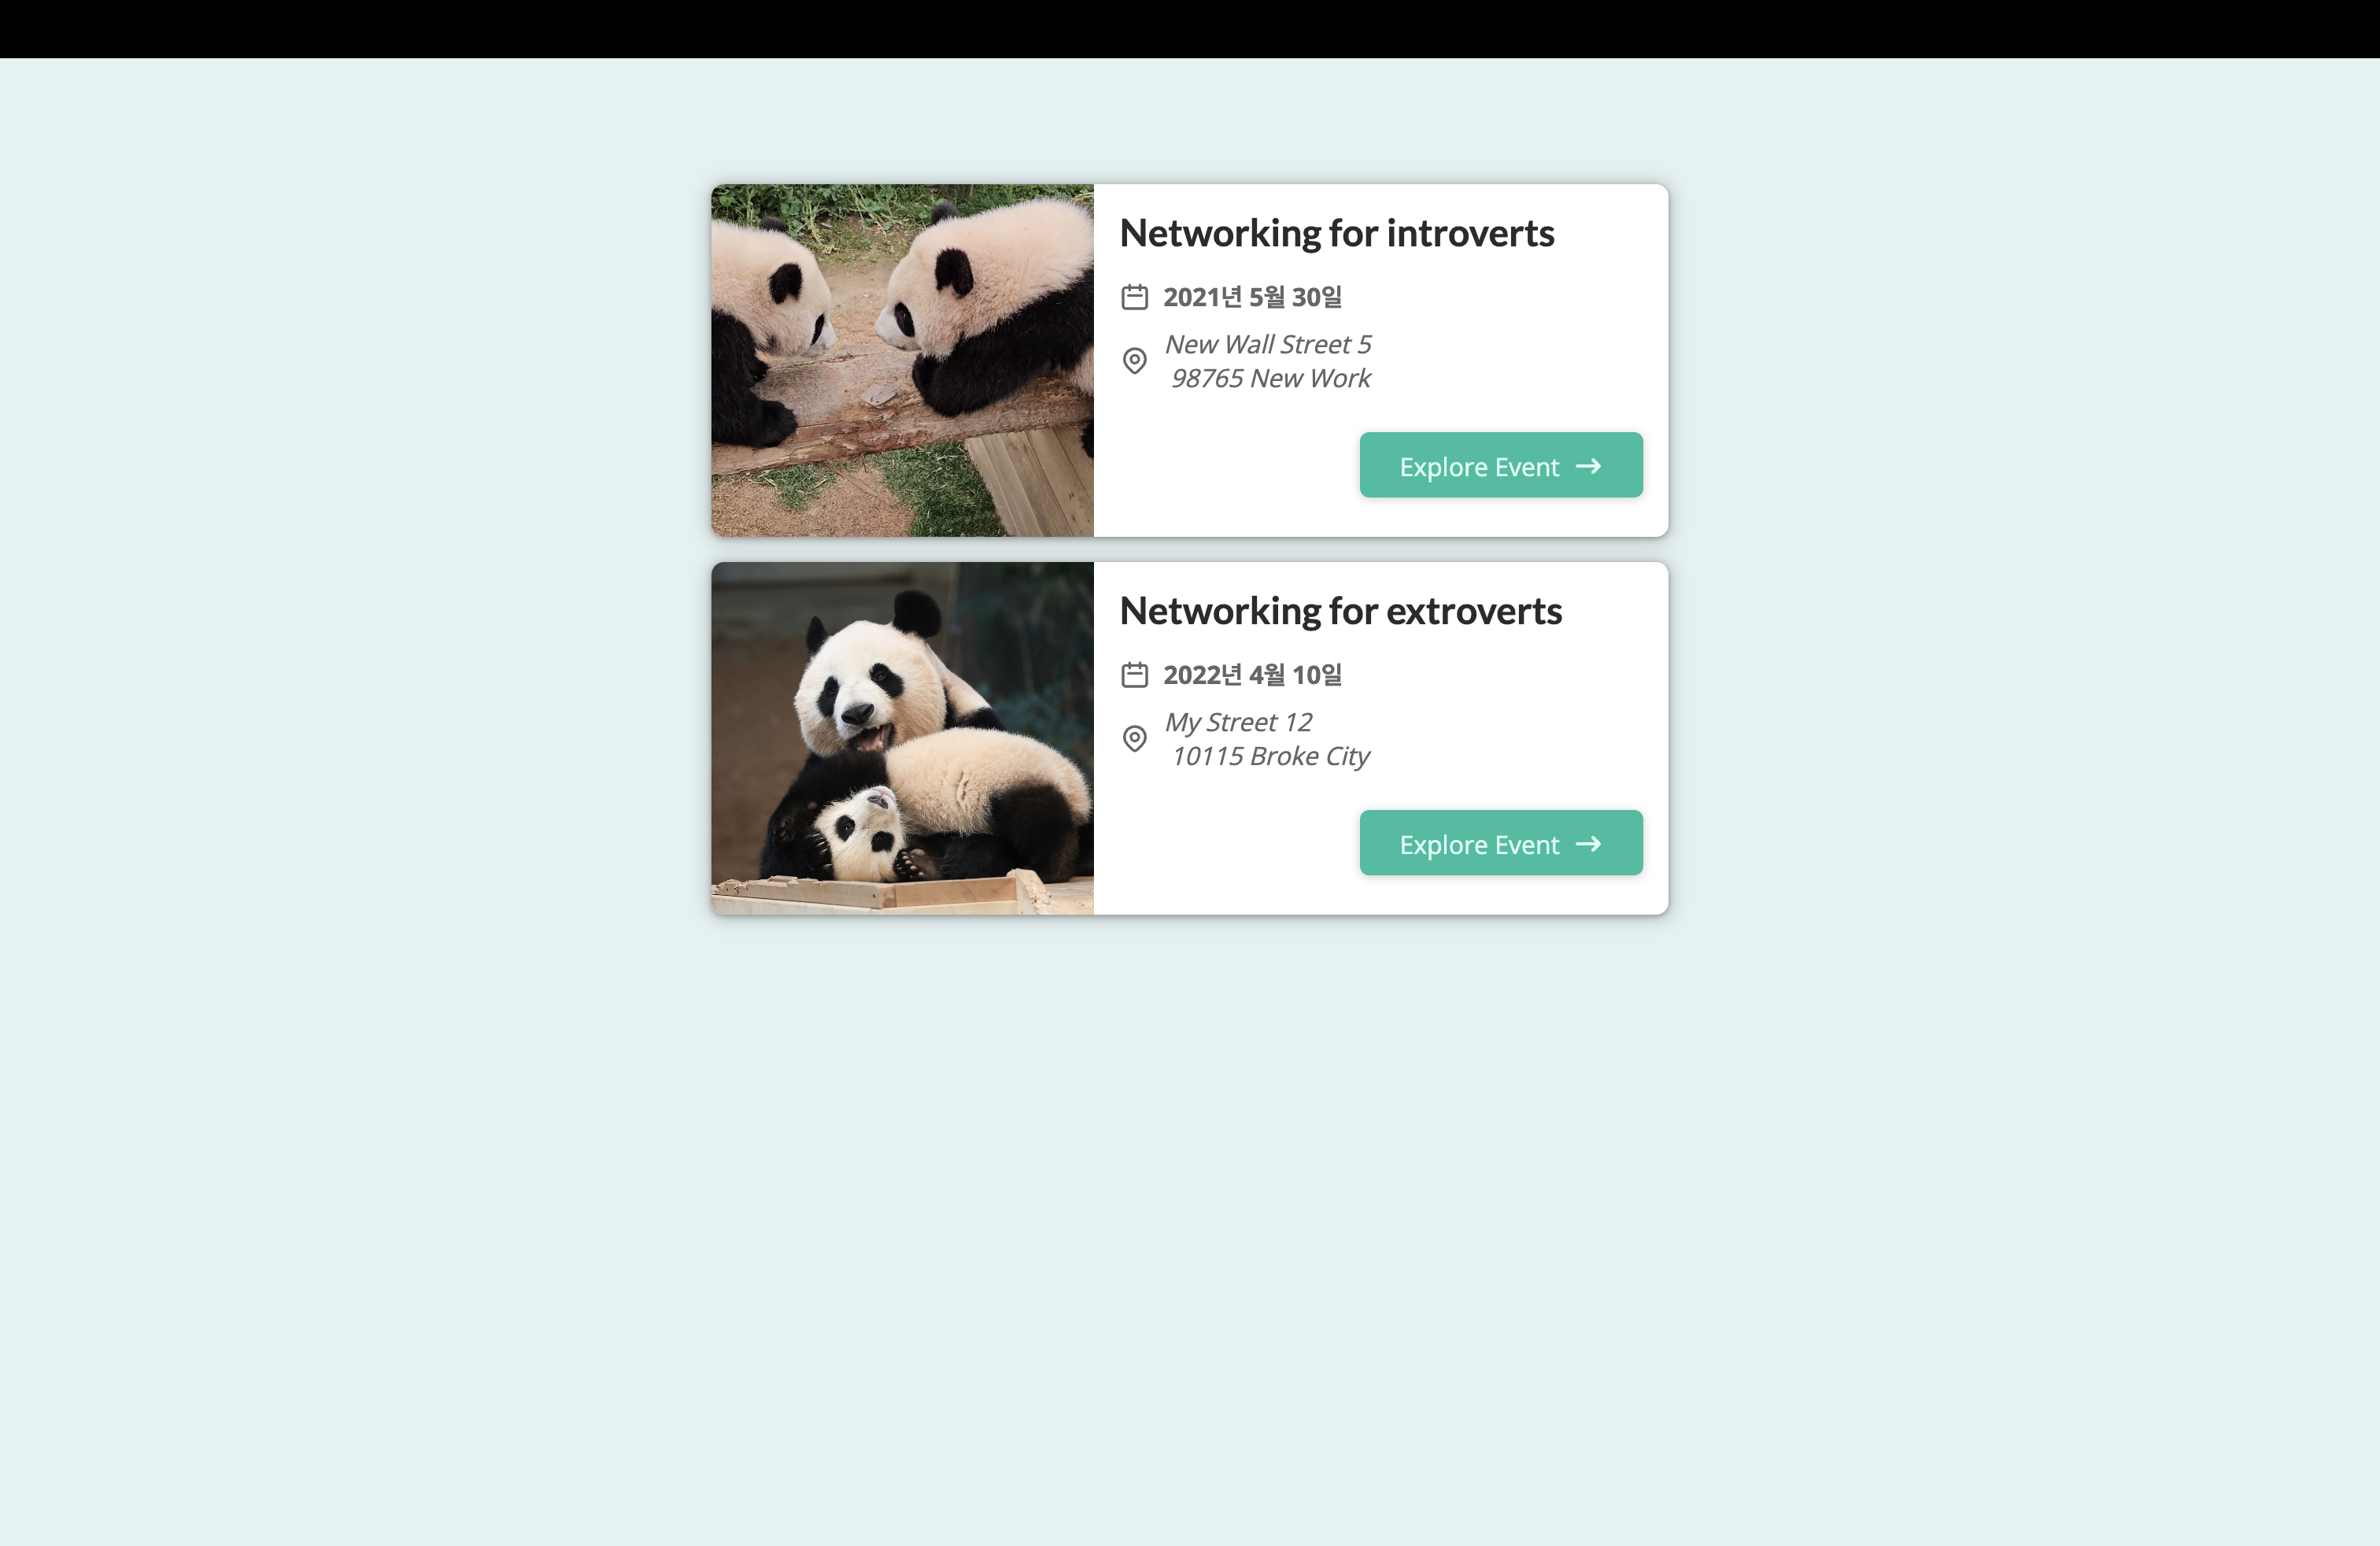 Networking for introverts
2021년 5월 30일
New Wall Street 5
98765 New Work
Explore Event →
Networking for extroverts
2022년 4월 10일
My Street 12
10115 Broke City
Explore Event →